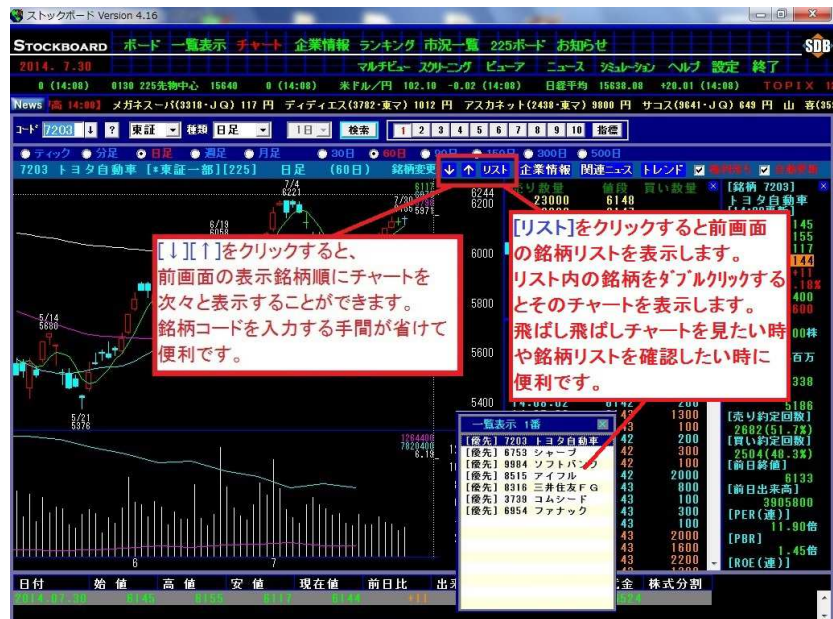 ストックボード Version 4.16
STOCKBOARD ボード 一覧表示 チャート 企業情報 ランキング 市況一覧 225ボード お知らせ SDB
2014. 7.30 マルチビュー スクリーニング ビューア ニュース シミュレーション ヘルプ 設定 終了
0 (14:08) 0130 225先物中心 15640 0 (14:08) 米ドル/円 102.10 -0.02 (14:08) 日経平均 15638.08 +20.01 (14:08) TOPIX
News 高 14:08] メガネスーパ(3318・JQ) 117 円 ディディエス(3782・東マ) 1012 円 アスカネット(2438・東マ) 9800 円 サコス(9641・JQ) 649 円 山 喜
コード 7203 ↓ ? 東証 種類 日足 1日 検索 1 2 3 4 5 6 7 8 9 10 指標
ティック 分足 日足 週足 月足 30日 60日 90日 150日 300日 500日
7203 トヨタ自動車 [*東証一部][225] 日足 (60日) 銘柄変更 ↓ ↑ リスト 企業情報 関連ニュース トレンド
売り数量 値段 買い数量
23000 6148
[銘柄 7203]
トヨタ自動車
7/4
6221
6/19
6058
5/14
5680
5/21
5376
6244
6200
6000
5800
5600
5400
[↓][↑]をクリックすると、
前画面の表示銘柄順にチャートを
次々と表示することができます。
銘柄コードを入力する手間が省けて
便利です。
[リスト]をクリックすると前画面
の銘柄リストを表示します。
リスト内の銘柄をダブルクリックする
とそのチャートを表示します。
飛ばし飛ばしチャートを見たい時
や銘柄リストを確認したい時に
便利です。
一覧表示 1番
[優先] 7203 トヨタ自動車
[優先] 6753 シャープ
[優先] 9984 ソフトバンク
[優先] 8515 アイフル
[優先] 8316 三井住友FG
[優先] 3739 コムシード
[優先] 6954 ファナック
[売り約定回数]
2682(51.7%)
[買い約定回数]
2504(48.3%)
[前日終値]
6133
[前日出来高]
3905800
[PER(連)]
11.90倍
[PBR]
1.45倍
[ROE(連)]
6 7
日付 始 値 高 値 安 値 現在値 前日比 株式分割
2014.07.30 6145 6155 6117 6144 +11